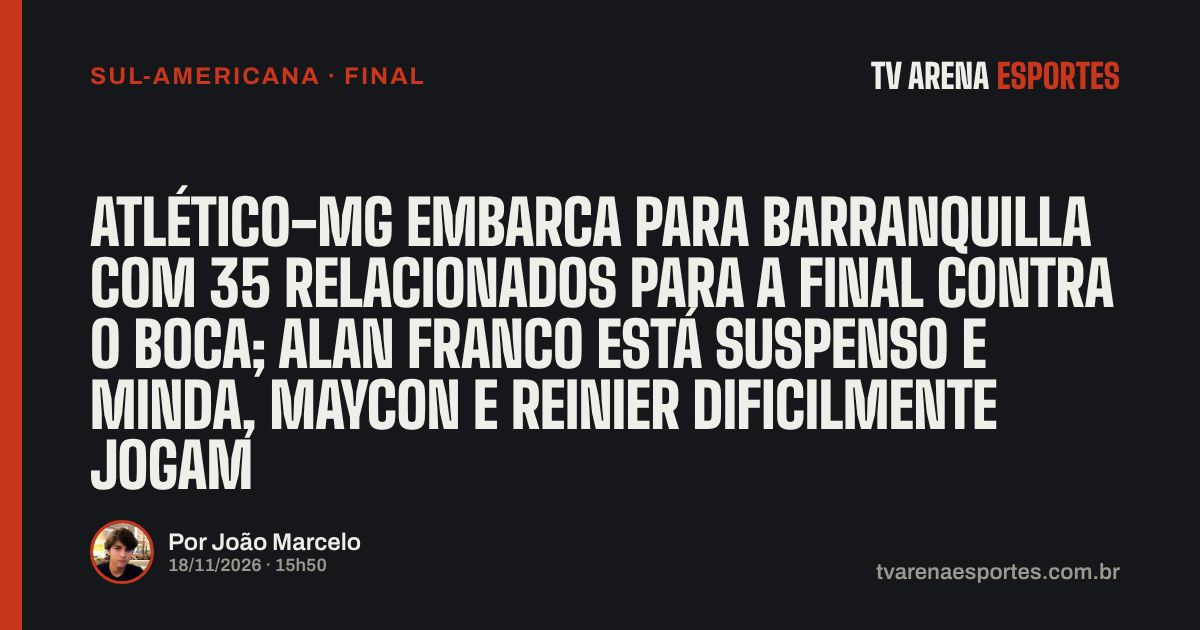 SUL-AMERICANA · FINAL
TV ARENA ESPORTES
ATLÉTICO-MG EMBARCA PARA BARRANQUILLA
COM 35 RELACIONADOS PARA A FINAL CONTRA
O BOCA; ALAN FRANCO ESTÁ SUSPENSO E
MINDA, MAYCON E REINIER DIFICILMENTE
JOGAM
Por João Marcelo
18/11/2026 · 15h50
tvarenaesportes.com.br